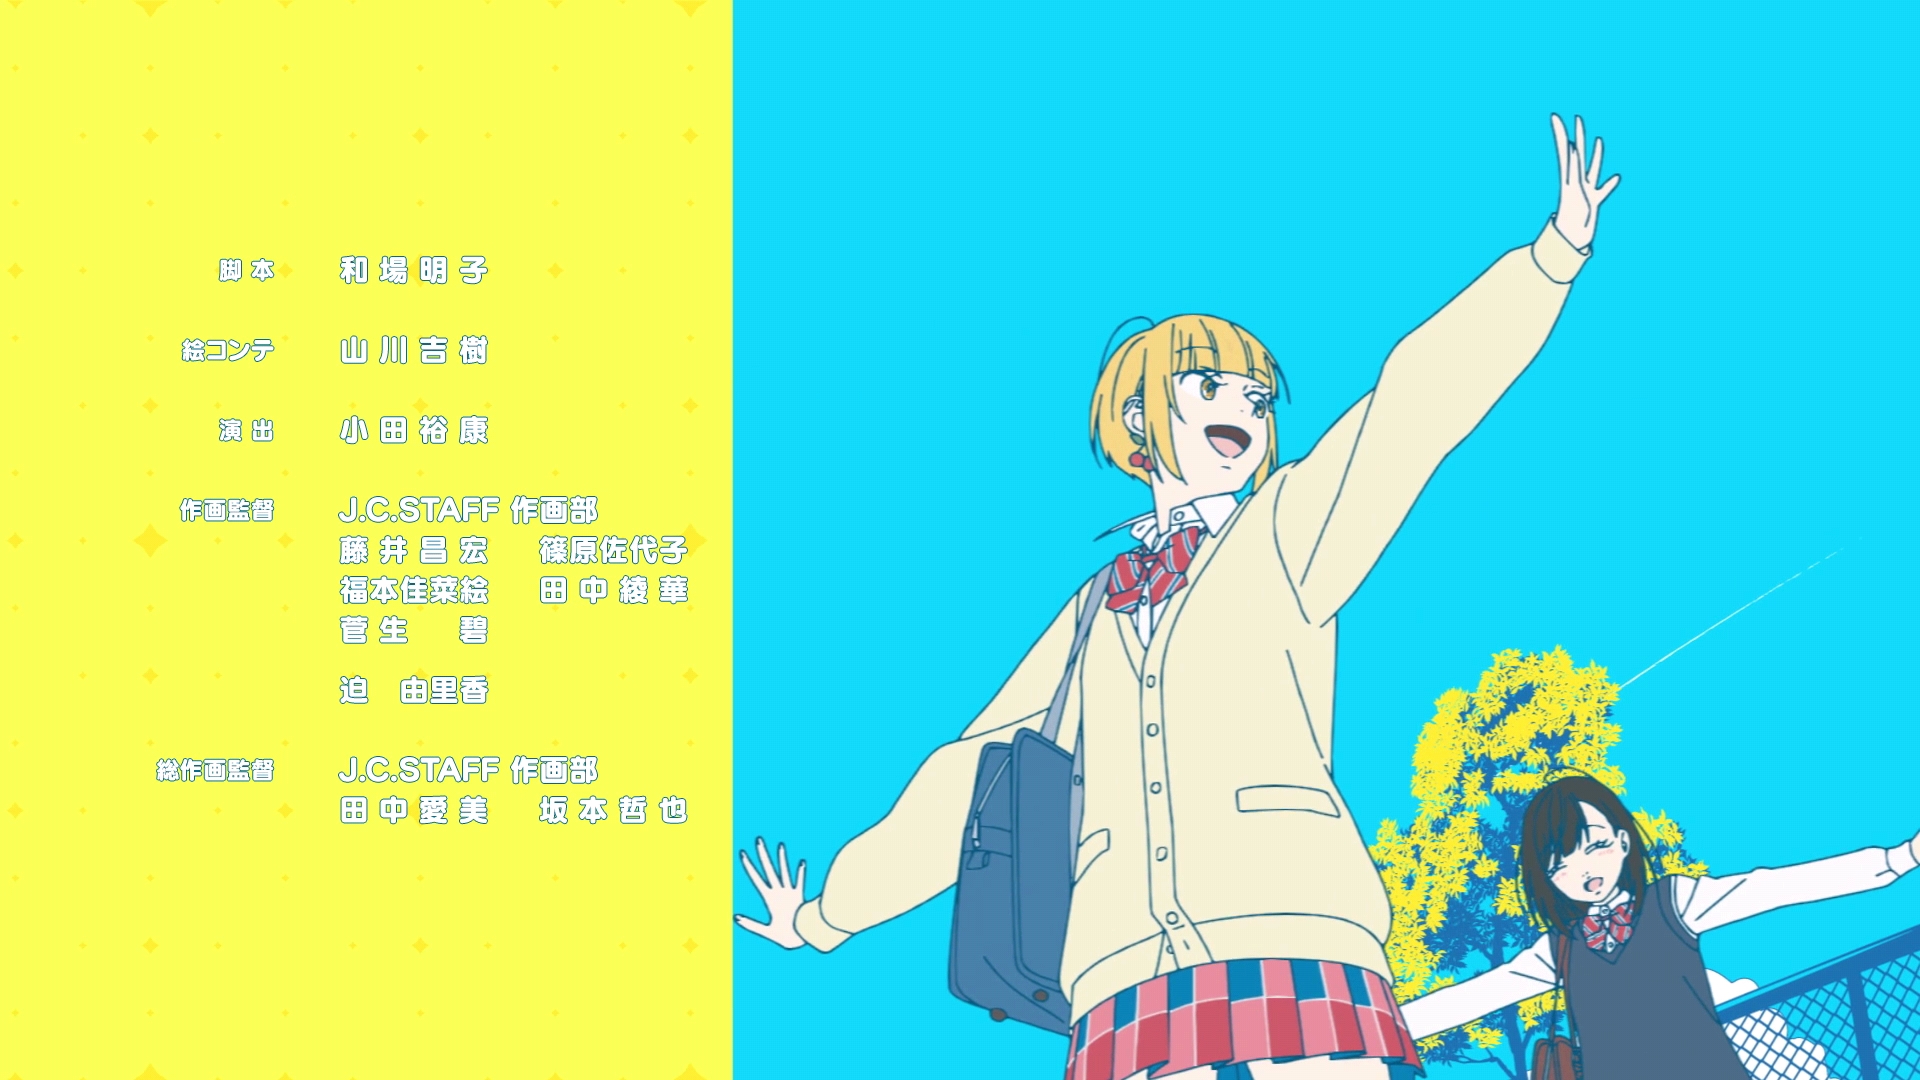 脚本 和場明子
絵コンテ 山川吉樹
演出 小田裕康
作画監督 J.C.STAFF 作画部
藤井昌宏 篠原佐代子
福本佳菜絵 田中綾華
菅生 碧
迫 由里香
総作画監督 J.C.STAFF 作画部
田中愛美 坂本哲也